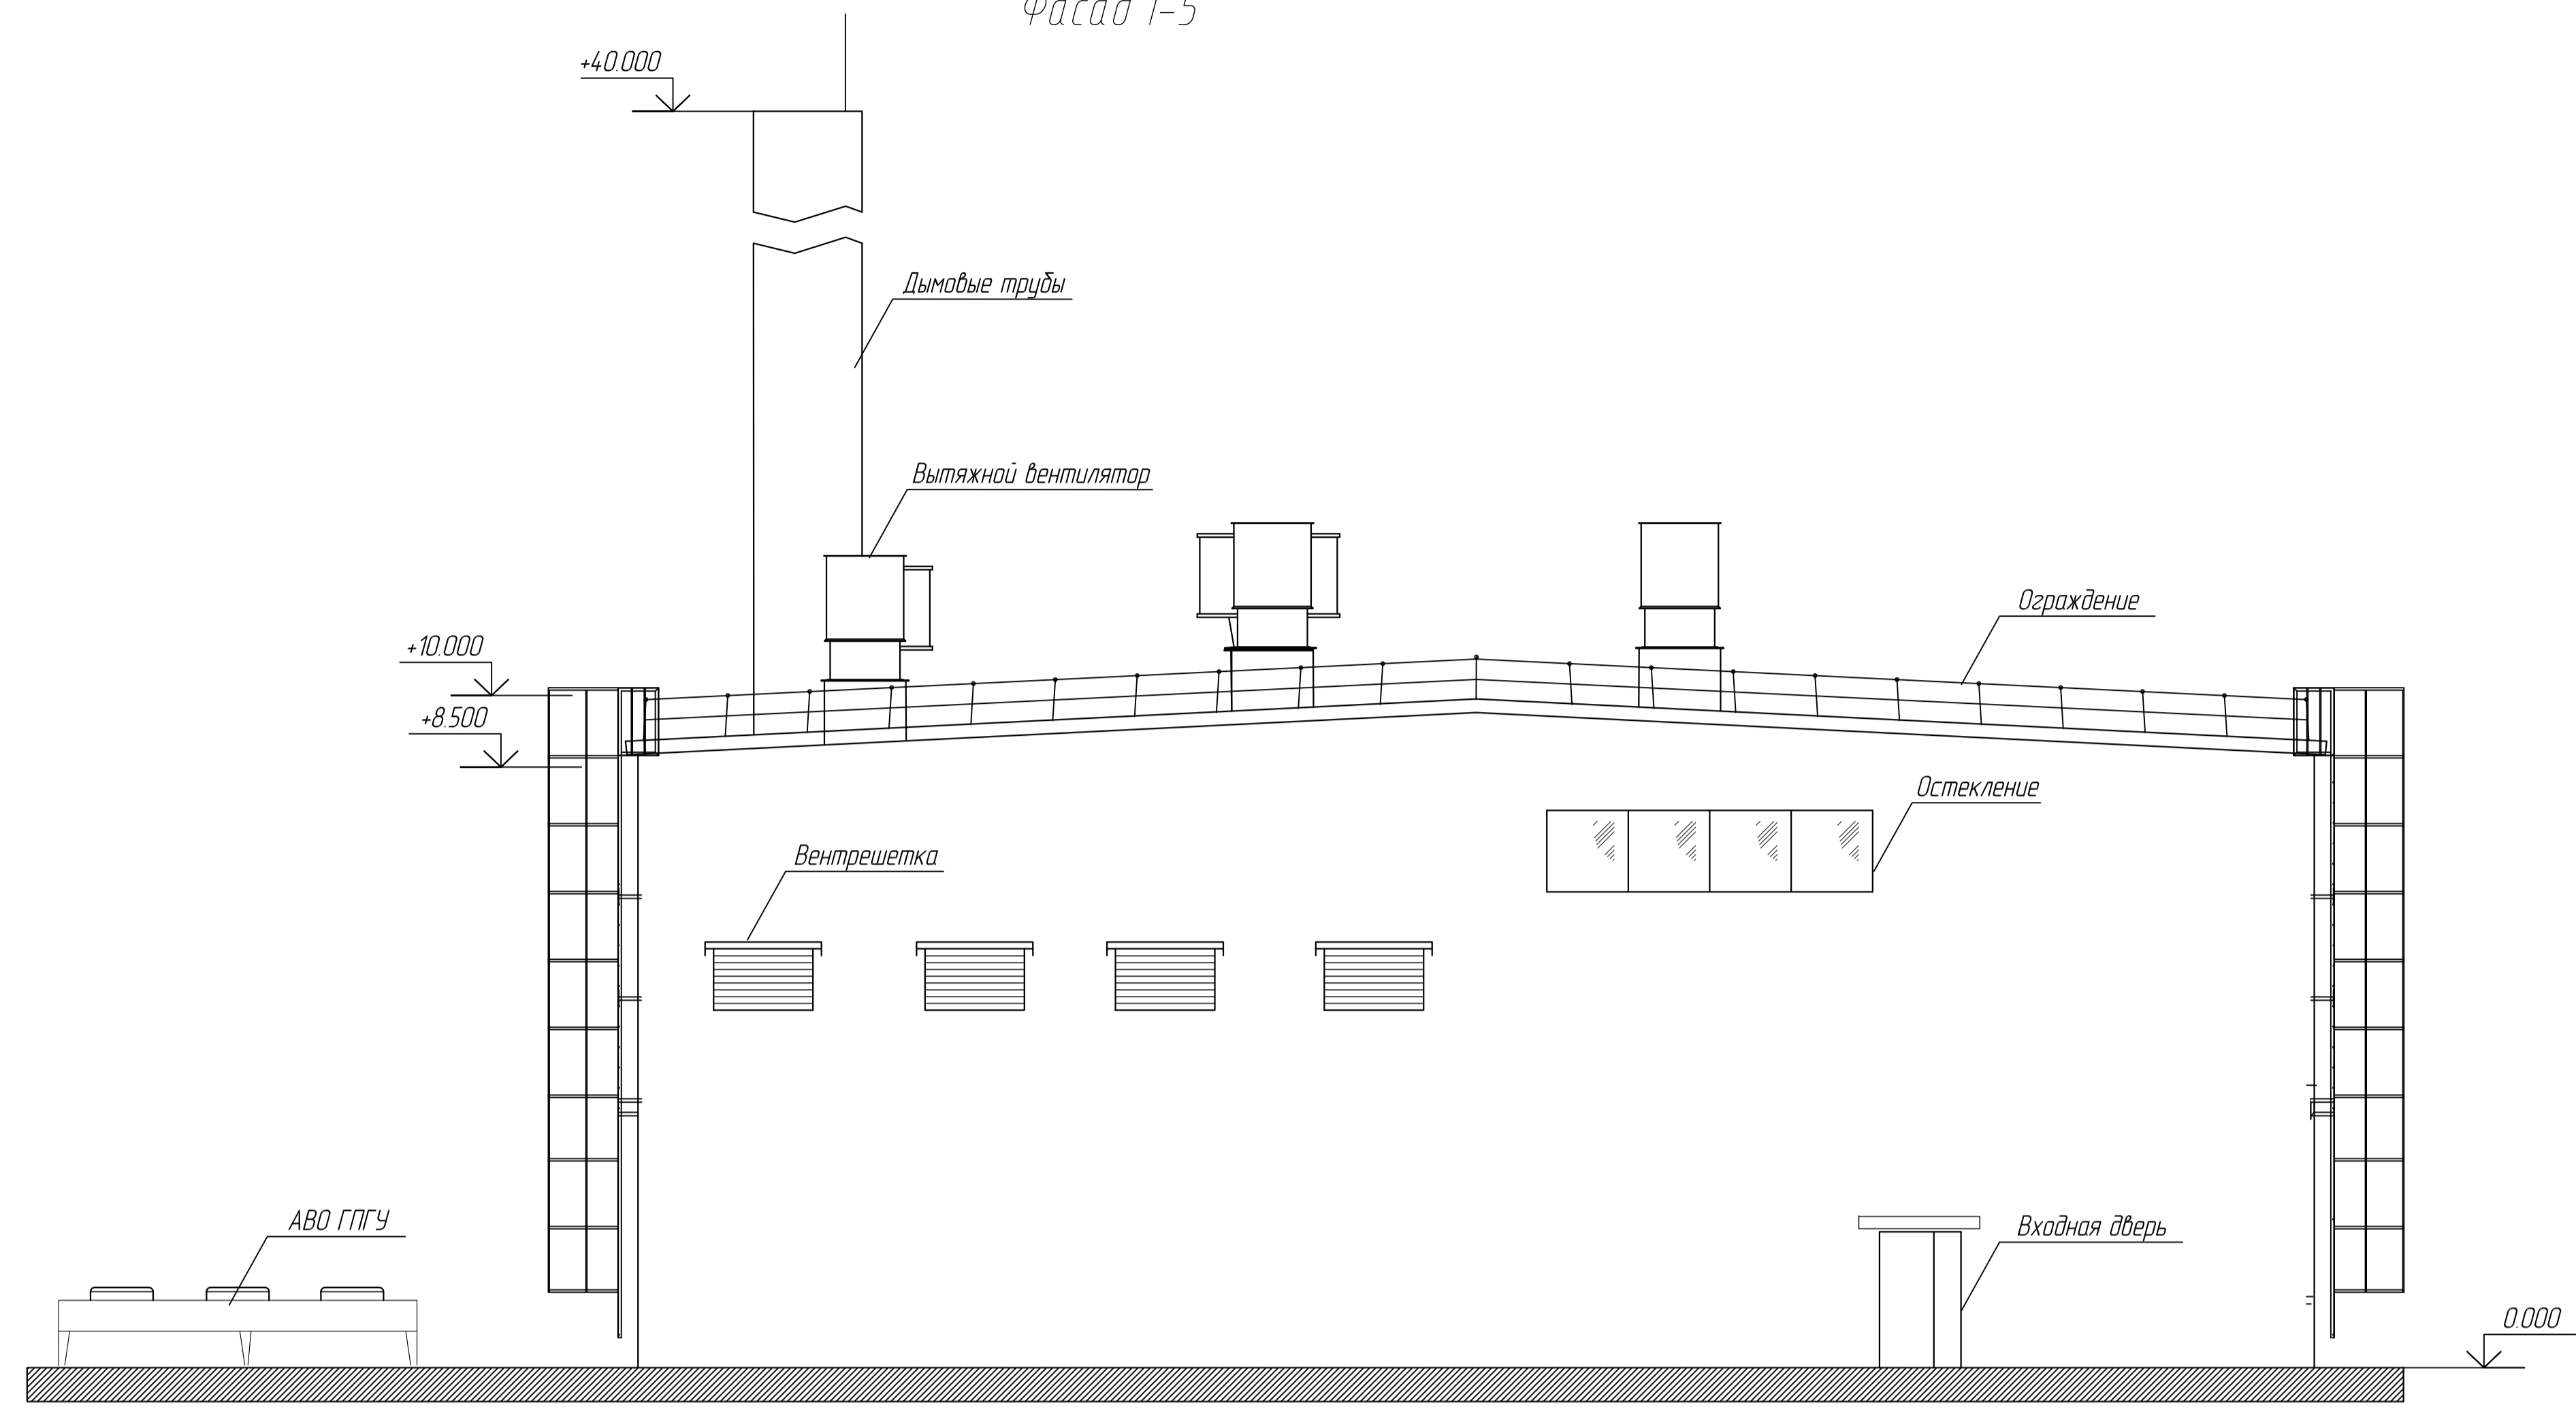 Фасад 1-5
+40.000
Дымовые трубы
Вытяжной вентилятор
Ограждение
+10.000
+8.500
Остекление
Вентрешетка
АВО ГПГУ
Входная дверь
0.000